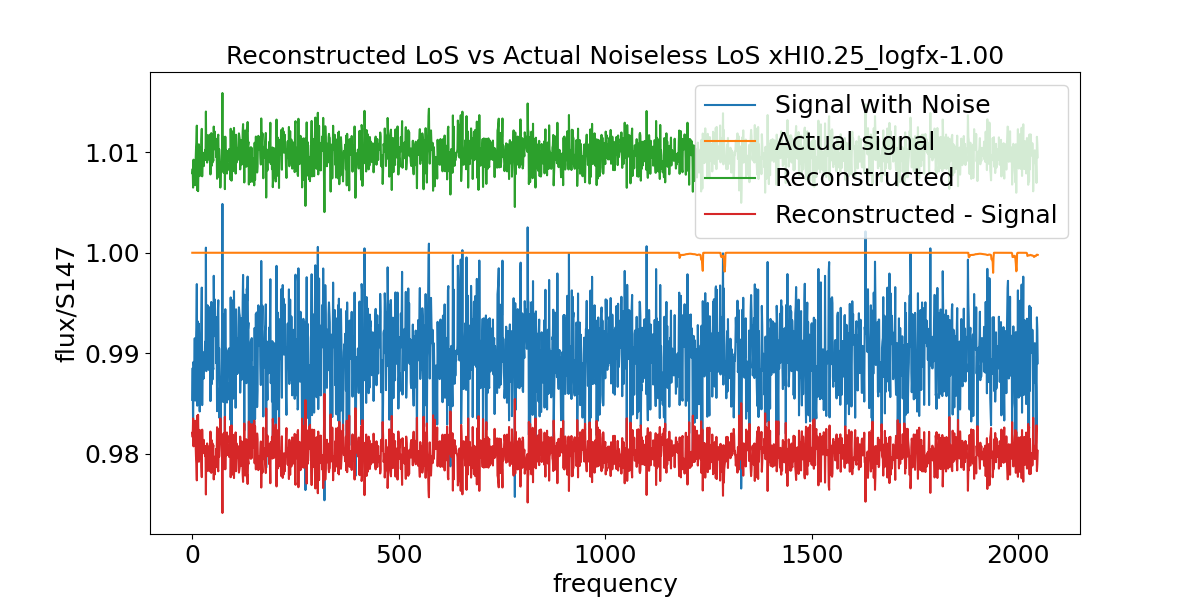 Reconstructed LoS vs Actual Noiseless LoS xHI0.25_logfx-1.00
Signal with Noise
Actual signal
Reconstructed
Reconstructed - Signal
flux/S147
1.01
1.00
0.99
0.98
0 500 1000 1500 2000
frequency